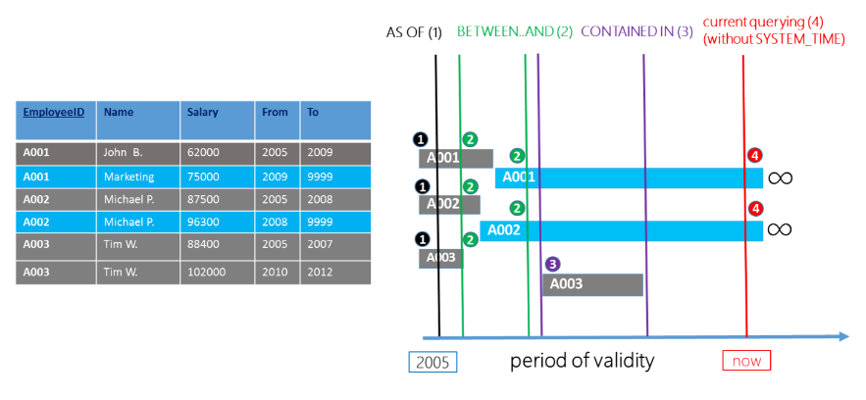 AS OF (1)
BETWEEN..AND (2)
CONTAINED IN (3)
current querying (4)
(without SYSTEM_TIME)
EmployeeID Name Salary From To
A001 John B. 62000 2005 2009
A001 Marketing 75000 2009 9999
A002 Michael P. 87500 2005 2008
A002 Michael P. 96300 2008 9999
A003 Tim W. 88400 2005 2007
A003 Tim W. 102000 2010 2012
1 2 2 4
A001 A001 ∞
1 2 2 4
A002 A002 ∞
1 2
A003
3
A003
2005 period of validity now